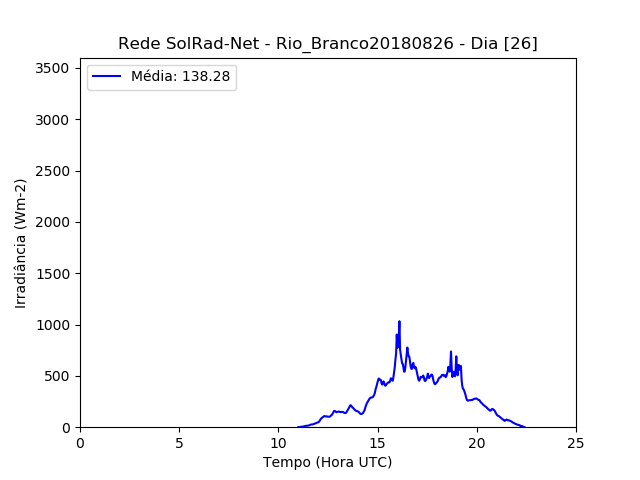 Rede SolRad-Net - Rio_Branco20180826 - Dia [26]
Média: 138.28
3500
3000
2500
2000
1500
1000
500
0
Irradiância (Wm-2)
0 5 10 15 20 25
Tempo (Hora UTC)